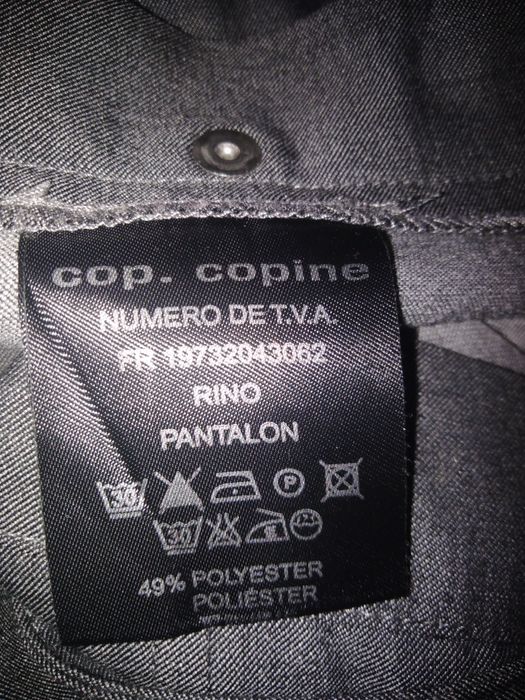 cop. copine
NUMERO DE T.V.A.
FR 19732043062
RINO
PANTALON
30 P
30
49% POLYESTER
POLIÉSTER